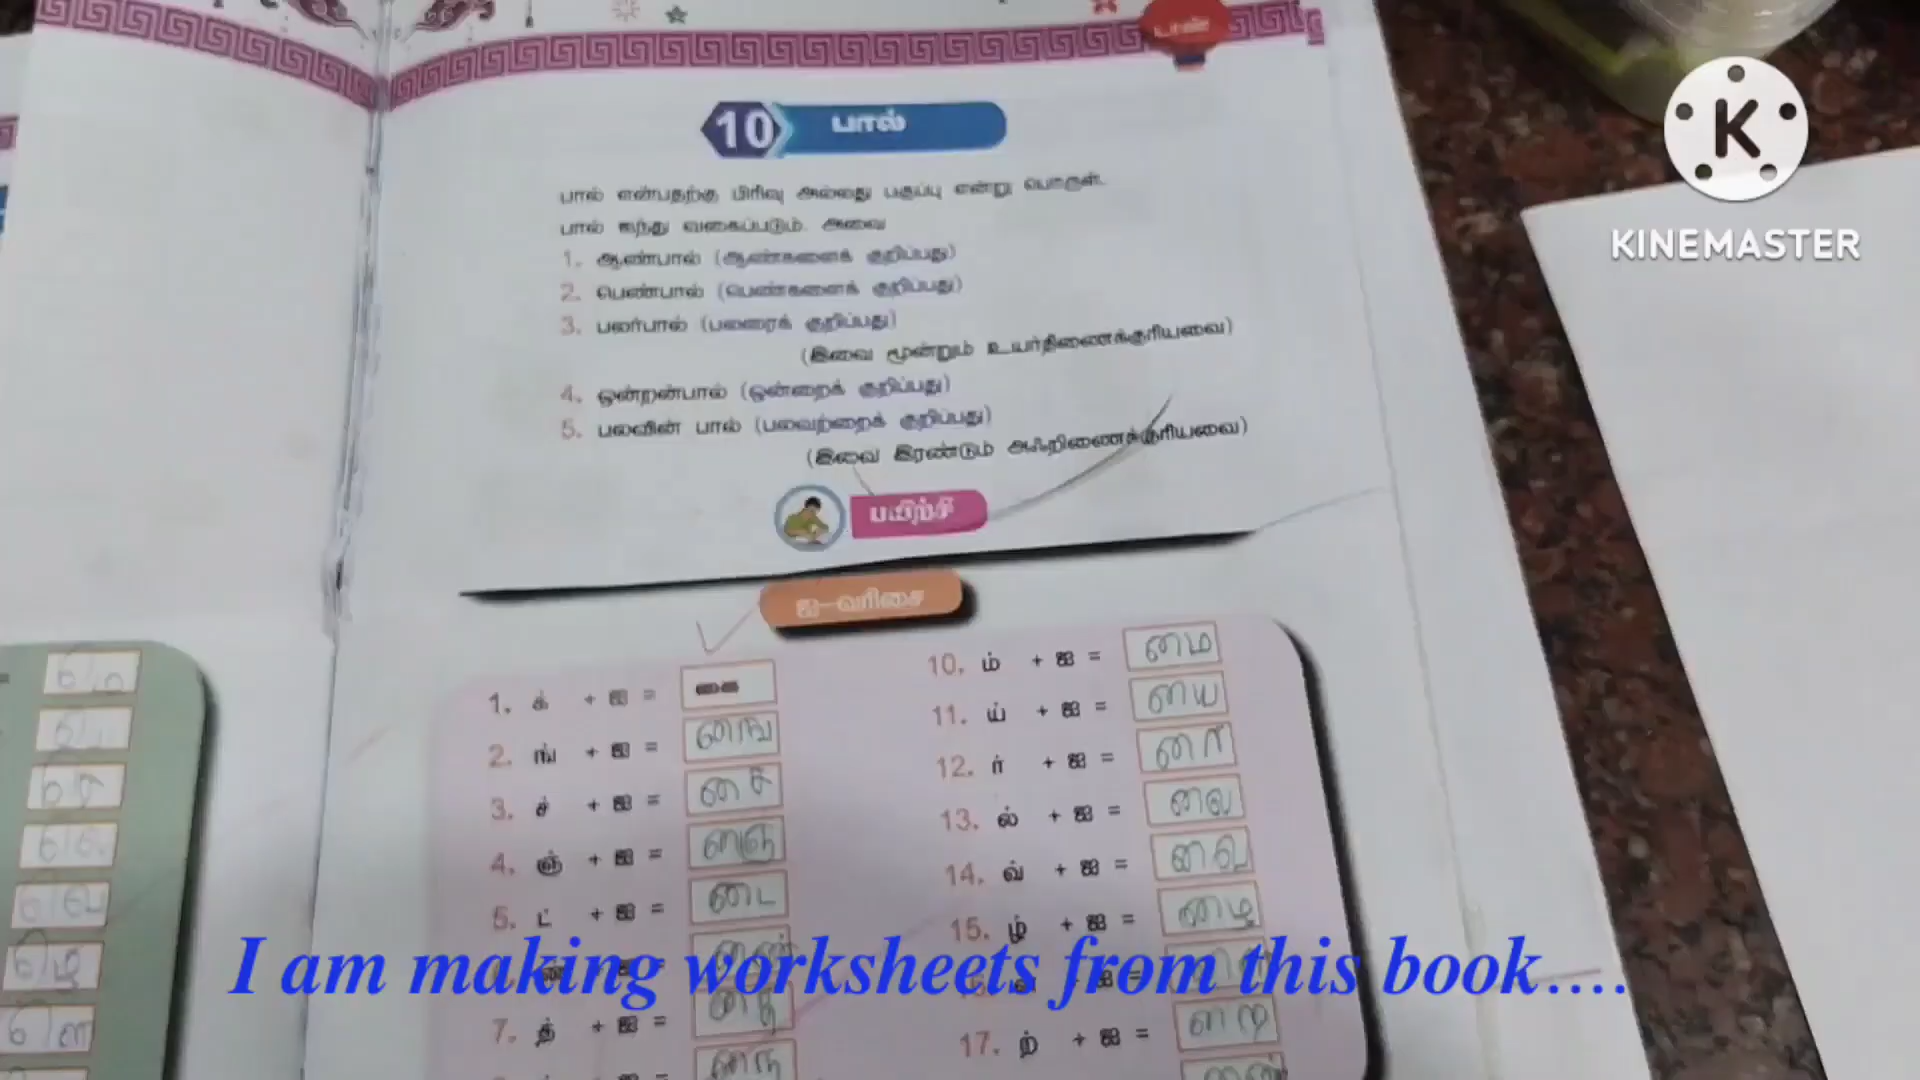 டாண்
10 பால்
பால் என்பதற்கு பிரிவு அல்லது பகுப்பு என்று பொருள்.
பால் ஐந்து வகைப்படும். அவை
1. ஆண்பால் (ஆண்களைக் குறிப்பது)
2. பெண்பால் (பெண்களைக் குறிப்பது)
3. பலர்பால் (பலரைக் குறிப்பது)
(இவை மூன்றும் உயர்திணைக்குரியவை)
4. ஒன்றன்பால் (ஒன்றைக் குறிப்பது)
5. பலவின் பால் (பலவற்றைக் குறிப்பது)
(இவை இரண்டும் அஃறிணைக்குரியவை)
பயிற்சி
ஐ-வரிசை
1. க் + ஐ = கை
2. ங் + ஐ = ஙை
3. ச் + ஐ = சை
4. ஞ் + ஐ = ஞை
5. ட் + ஐ = டை
7. த் + ஐ = தை
நை
10. ம் + ஐ = மை
11. ய் + ஐ = யை
12. ர் + ஐ = ரை
13. ல் + ஐ = லை
14. வ் + ஐ = வை
15. ழ் + ஐ = ழை
17. ற் + ஐ = றை
I am making worksheets from this book....
K
KINEMASTER